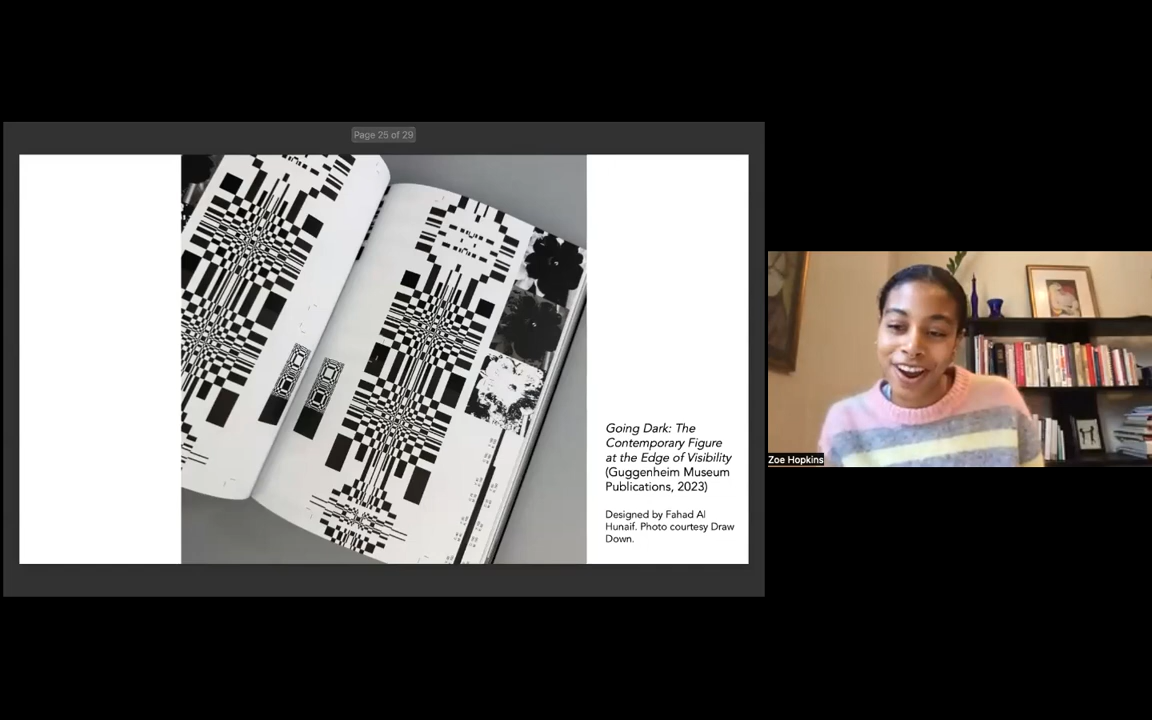 Page 25 of 29
Going Dark: The
Contemporary Figure
at the Edge of Visibility
(Guggenheim Museum
Publications, 2023)
Designed by Fahad Al
Hunaif. Photo courtesy Draw
Down.
Zoe Hopkins